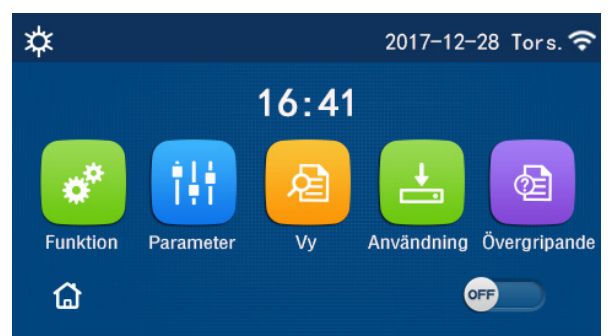 2017-12-28 Tors.
16:41
Funktion Parameter Vy Användning Övergripande
OFF